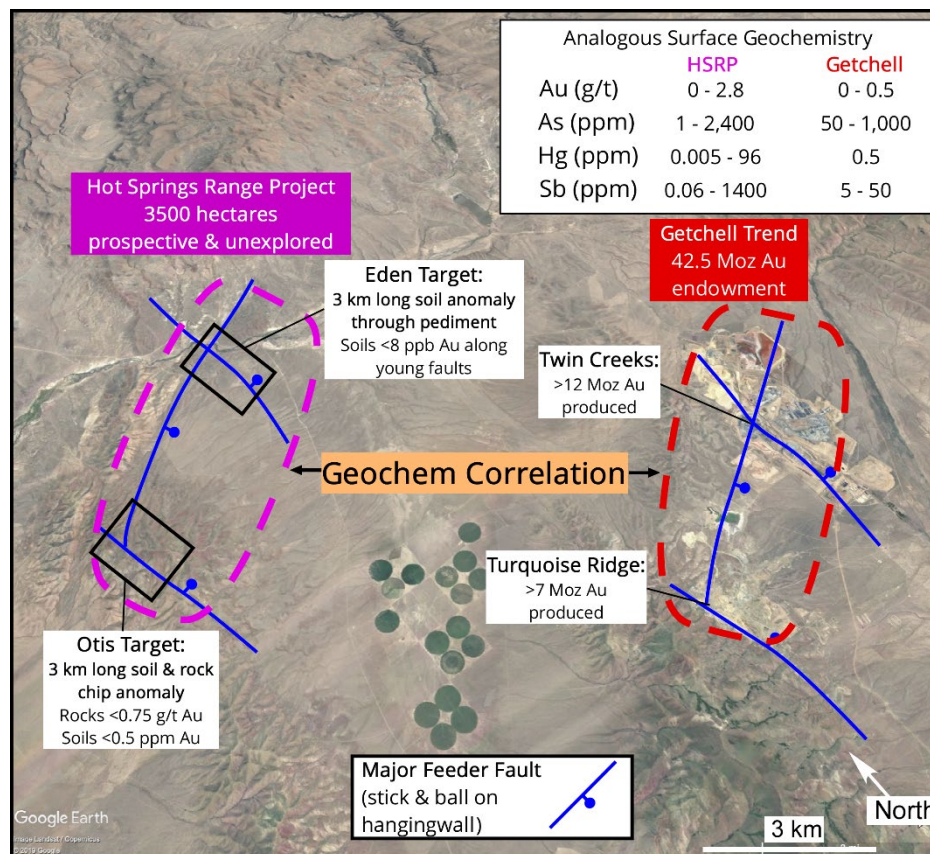 Analogous Surface Geochemistry
HSRP Getchell
Au (g/t) 0 - 2.8 0 - 0.5
As (ppm) 1 - 2,400 50 - 1,000
Hg (ppm) 0.005 - 96 0.5
Sb (ppm) 0.06 - 1400 5 - 50
Hot Springs Range Project
3500 hectares
prospective & unexplored
Getchell Trend
42.5 Moz Au
endowment
Eden Target:
3 km long soil anomaly
through pediment
Soils <8 ppb Au along
young faults
Twin Creeks:
>12 Moz Au
produced
Geochem Correlation
Turquoise Ridge:
>7 Moz Au
produced
Otis Target:
3 km long soil & rock
chip anomaly
Rocks <0.75 g/t Au
Soils <0.5 ppm Au
Major Feeder Fault
(stick & ball on
hangingwall)
North
3 km
Google Earth
Image Landsat / Copernicus
© 2019 Google